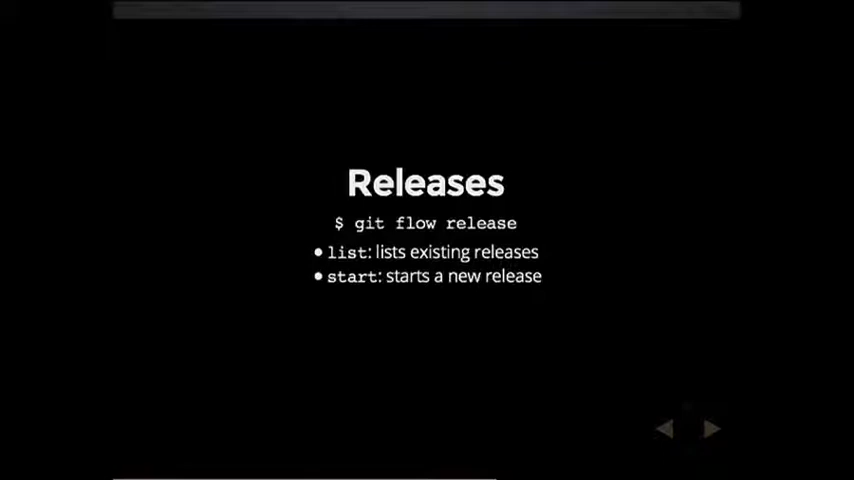 Releases
$ git flow release
• list: lists existing releases
• start: starts a new release